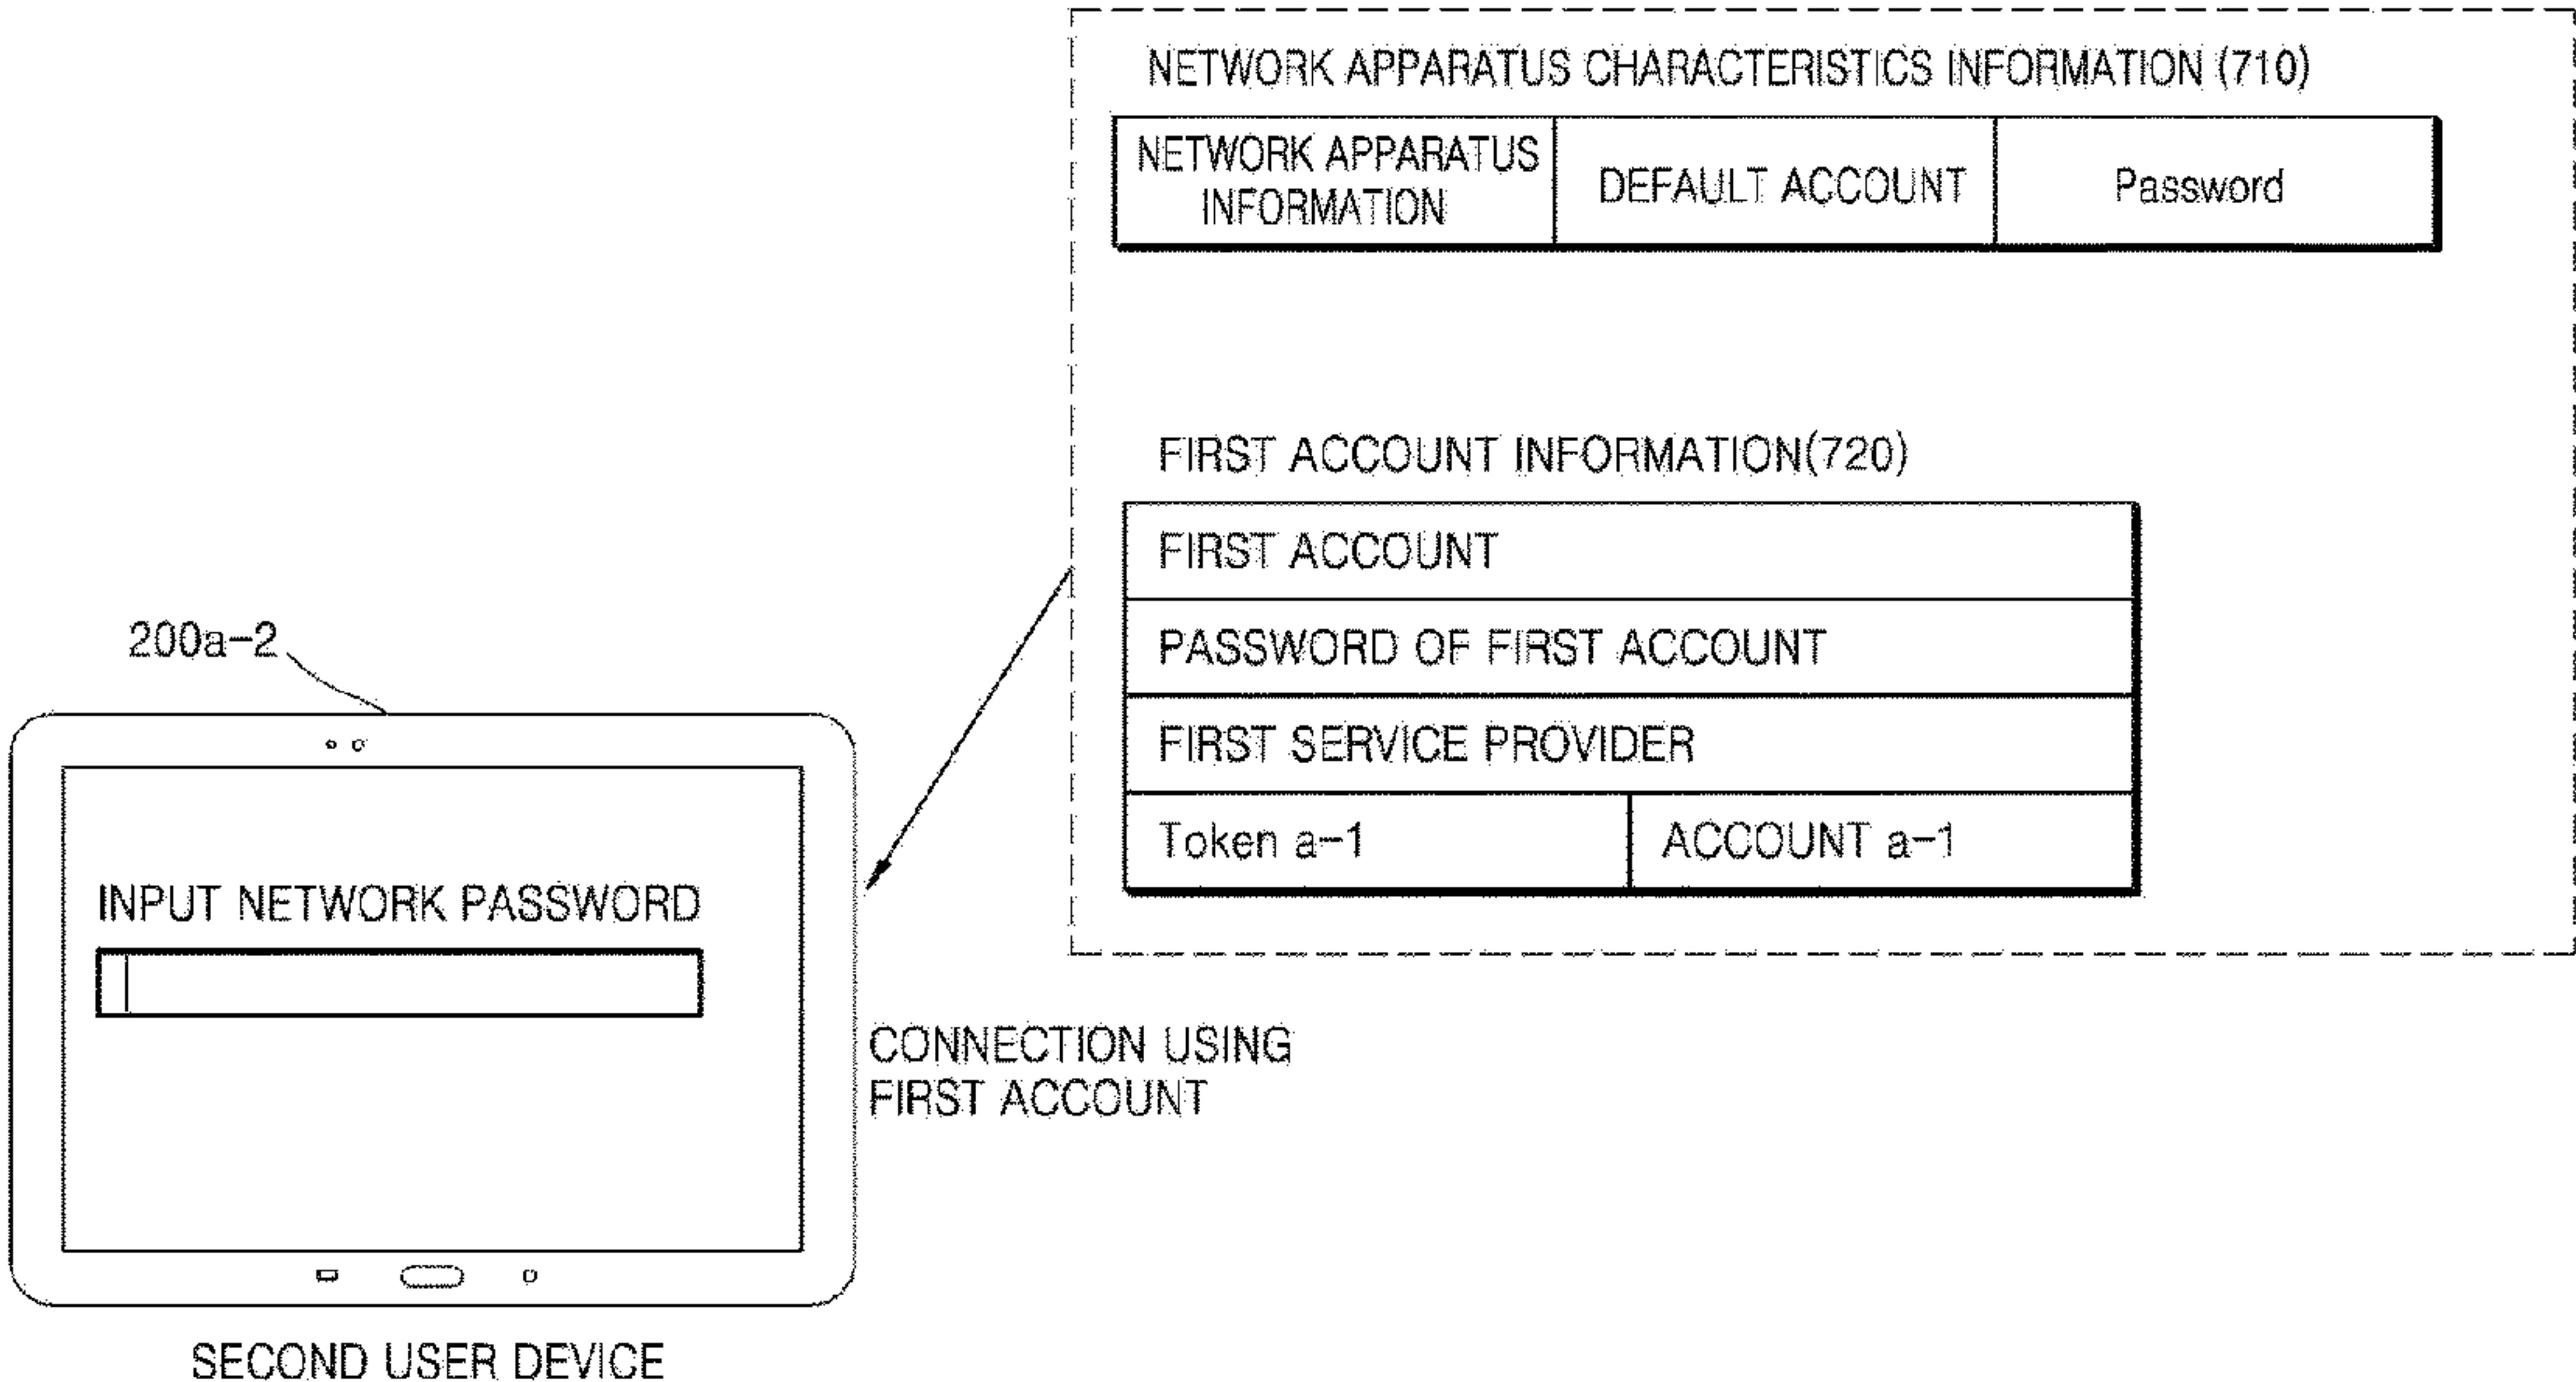 NETWORK APPARATUS CHARACTERISTICS INFORMATION (710)
NETWORK APPARATUS
INFORMATION
DEFAULT ACCOUNT
Password
FIRST ACCOUNT INFORMATION(720)
FIRST ACCOUNT
PASSWORD OF FIRST ACCOUNT
FIRST SERVICE PROVIDER
Token a-1
ACCOUNT a-1
200a-2
INPUT NETWORK PASSWORD
CONNECTION USING
FIRST ACCOUNT
SECOND USER DEVICE